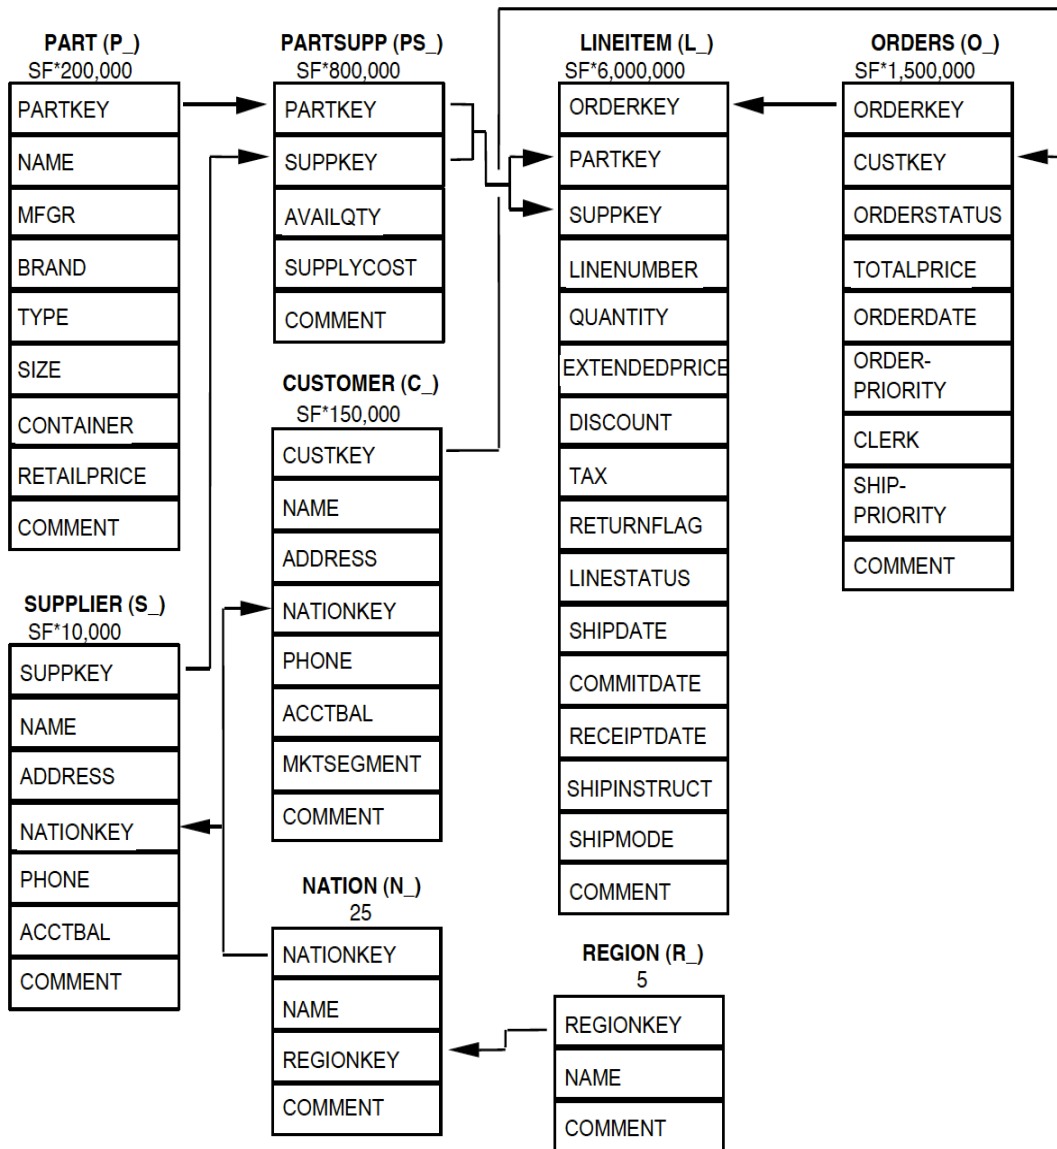 PART (P_)
SF*200,000
PARTKEY
NAME
MFGR
BRAND
TYPE
SIZE
CONTAINER
RETAILPRICE
COMMENT
SUPPLIER (S_)
SF*10,000
SUPPKEY
NAME
ADDRESS
NATIONKEY
PHONE
ACCTBAL
COMMENT
PARTSUPP (PS_)
SF*800,000
PARTKEY
SUPPKEY
AVAILQTY
SUPPLYCOST
COMMENT
CUSTOMER (C_)
SF*150,000
CUSTKEY
NAME
ADDRESS
NATIONKEY
PHONE
ACCTBAL
MKTSEGMENT
COMMENT
NATION (N_)
25
NATIONKEY
NAME
REGIONKEY
COMMENT
LINEITEM (L_)
SF*6,000,000
ORDERKEY
PARTKEY
SUPPKEY
LINENUMBER
QUANTITY
EXTENDEDPRICE
DISCOUNT
TAX
RETURNFLAG
LINESTATUS
SHIPDATE
COMMITDATE
RECEIPTDATE
SHIPINSTRUCT
SHIPMODE
COMMENT
REGION (R_)
5
REGIONKEY
NAME
COMMENT
ORDERS (O_)
SF*1,500,000
ORDERKEY
CUSTKEY
ORDERSTATUS
TOTALPRICE
ORDERDATE
ORDER-
PRIORITY
CLERK
SHIP-
PRIORITY
COMMENT